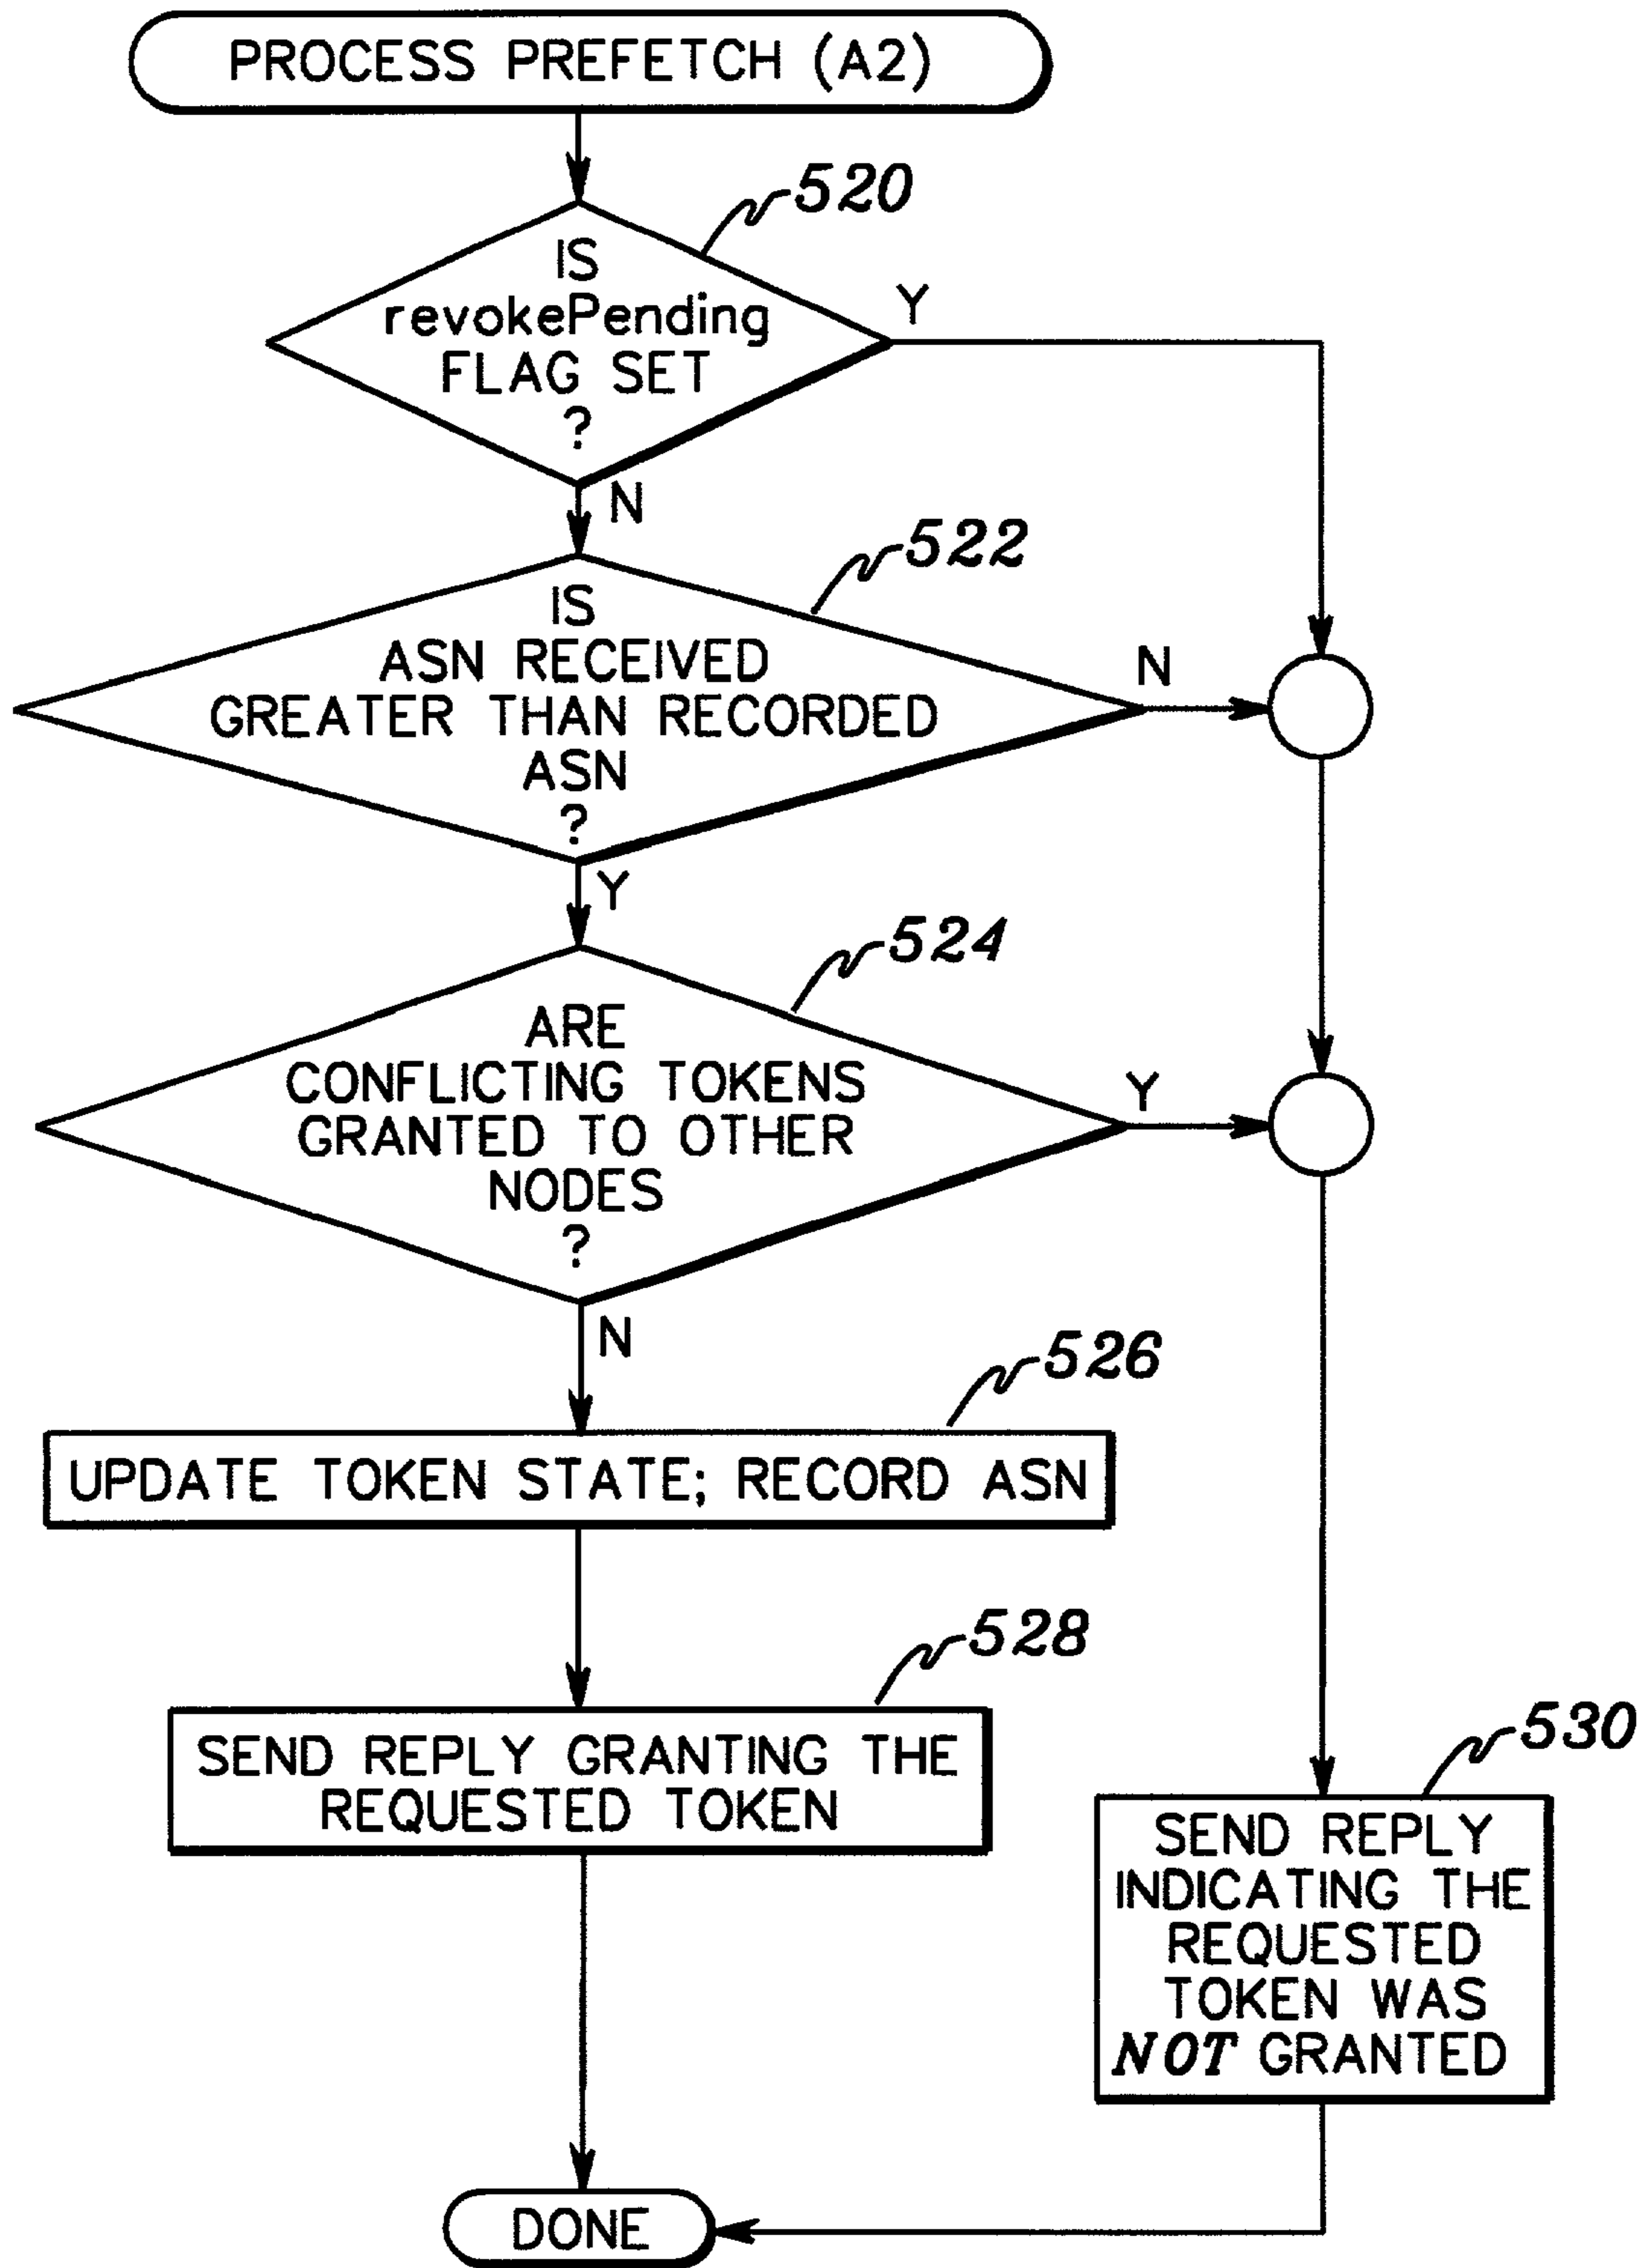 PROCESS PREFETCH (A2)
520
IS
revokePending
FLAG SET
?
Y
N
522
IS
ASN RECEIVED
GREATER THAN RECORDED
ASN
?
N
Y
524
ARE
CONFLICTING TOKENS
GRANTED TO OTHER
NODES
?
Y
N
526
UPDATE TOKEN STATE; RECORD ASN
528
SEND REPLY GRANTING THE
REQUESTED TOKEN
530
SEND REPLY
INDICATING THE
REQUESTED
TOKEN WAS
NOT GRANTED
DONE